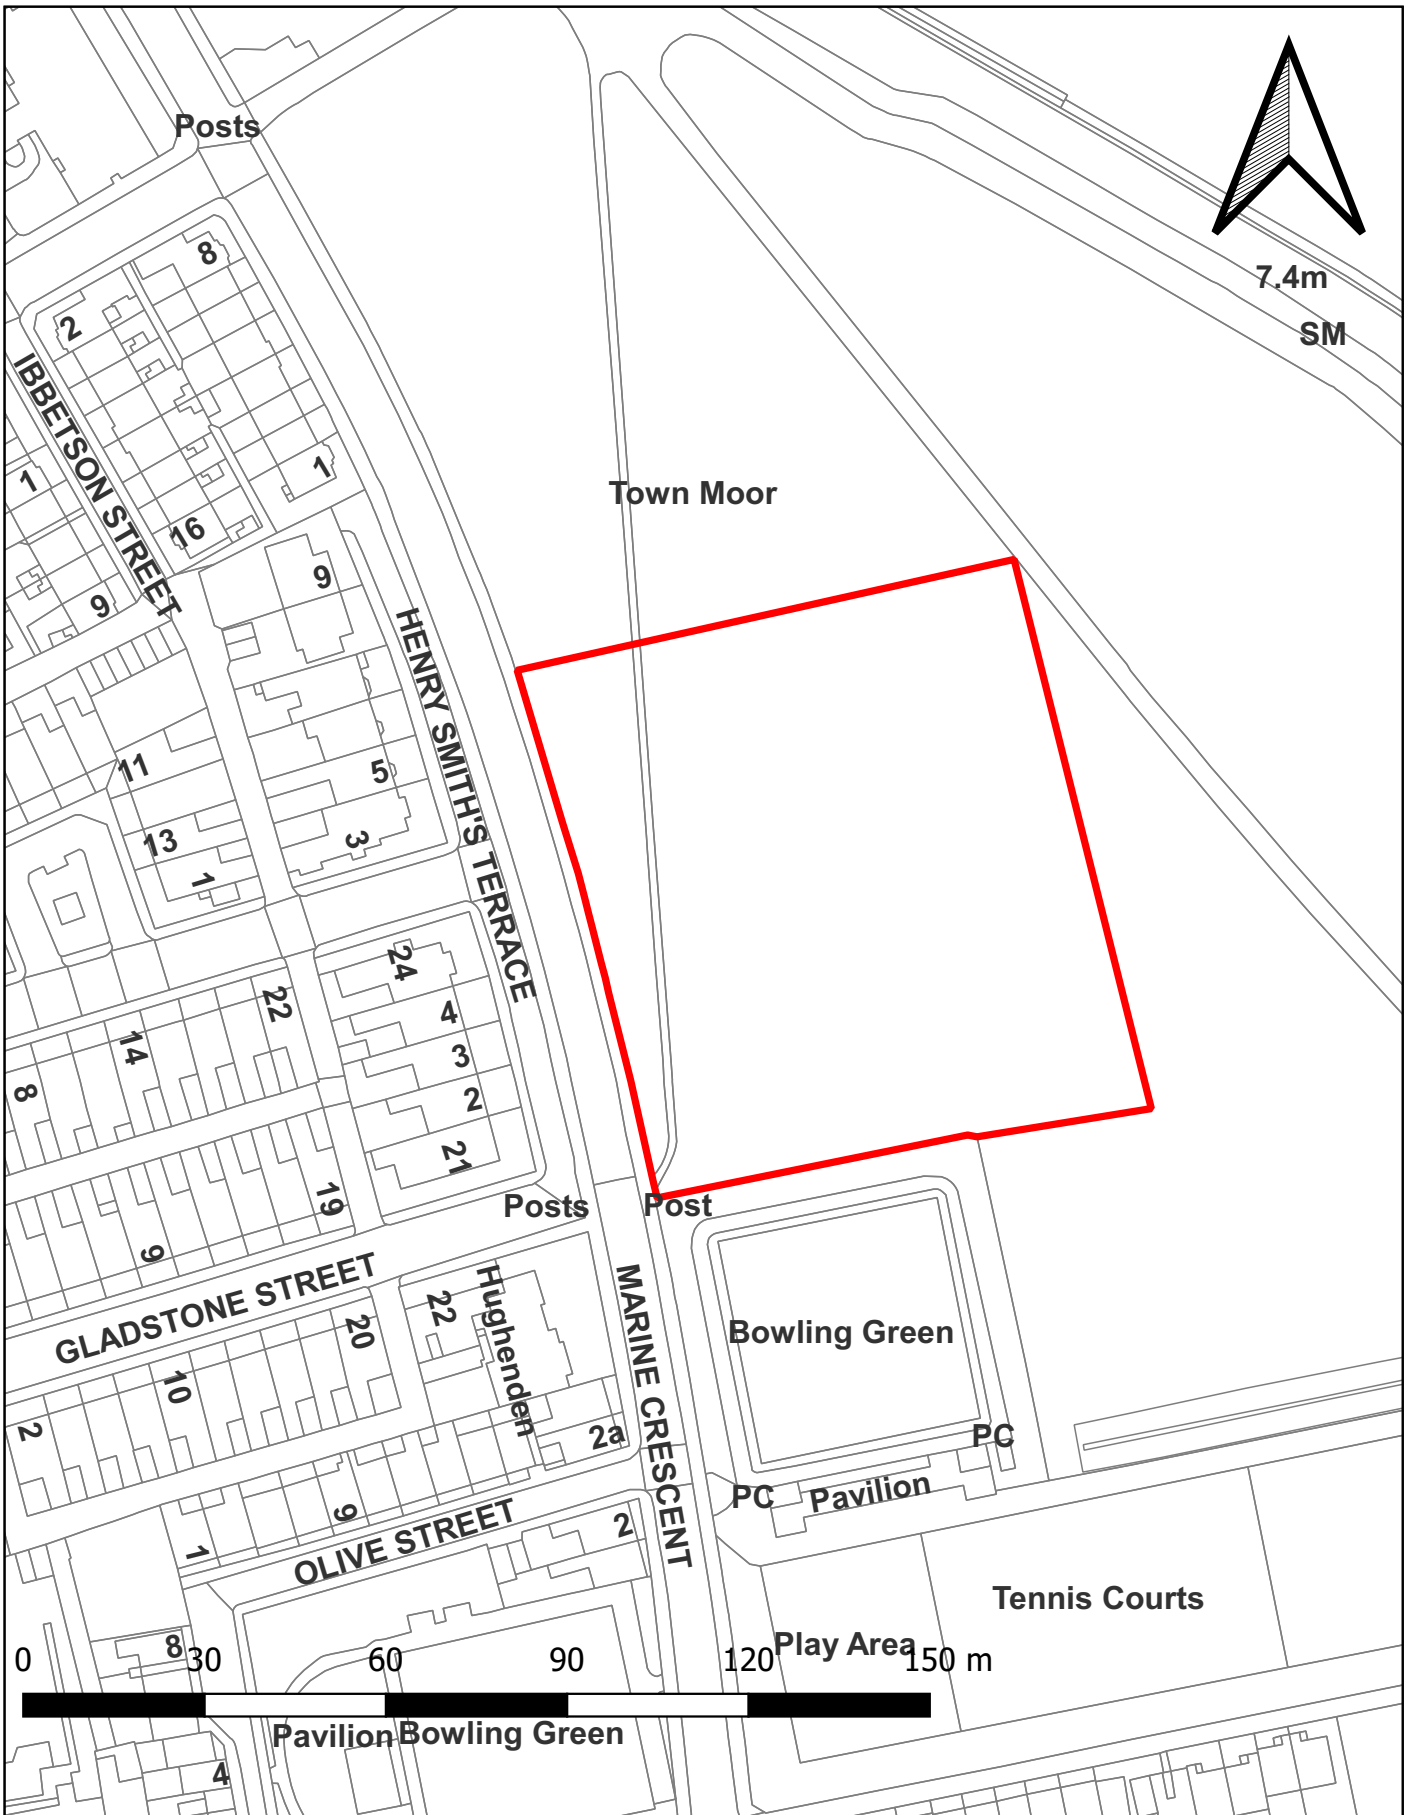 Posts
7.4m
SM
8
2
IBBETSON STREET
1
1
16
9
9
Town Moor
HENRY SMITH'S TERRACE
11
5
13
3
1
24
22
4
14
3
8
2
21
19
Posts
Post
9
GLADSTONE STREET
22
Hughenden
20
MARINE CRESCENT
Bowling Green
10
2
2a
PC
PC
Pavilion
9
1
OLIVE STREET
2
Tennis Courts
8
Play Area
0 30 60 90 120 150 m
Pavilion
Bowling Green
4